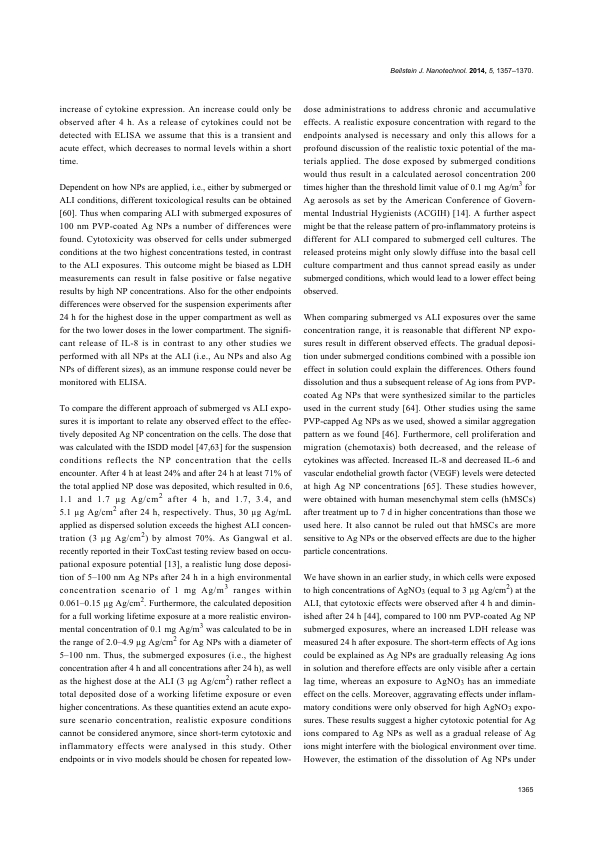 Beilstein J. Nanotechnol. 2014, 5, 1357–1370.
increase of cytokine expression. An increase could only be
observed after 4 h. As a release of cytokines could not be
detected with ELISA we assume that this is a transient and
acute effect, which decreases to normal levels within a short
time.
Dependent on how NPs are applied, i.e., either by submerged or
ALI conditions, different toxicological results can be obtained
[60]. Thus when comparing ALI with submerged exposures of
100 nm PVP-coated Ag NPs a number of differences were
found. Cytotoxicity was observed for cells under submerged
conditions at the two highest concentrations tested, in contrast
to the ALI exposures. This outcome might be biased as LDH
measurements can result in false positive or false negative
results by high NP concentrations. Also for the other endpoints
differences were observed for the suspension experiments after
24 h for the highest dose in the upper compartment as well as
for the two lower doses in the lower compartment. The signifi-
cant release of IL-8 is in contrast to any other studies we
performed with all NPs at the ALI (i.e., Au NPs and also Ag
NPs of different sizes), as an immune response could never be
monitored with ELISA.
To compare the different approach of submerged vs ALI expo-
sures it is important to relate any observed effect to the effec-
tively deposited Ag NP concentration on the cells. The dose that
was calculated with the ISDD model [47,63] for the suspension
conditions reflects the NP concentration that the cells
encounter. After 4 h at least 24% and after 24 h at least 71% of
the total applied NP dose was deposited, which resulted in 0.6,
1.1 and 1.7 µg Ag/cm² after 4 h, and 1.7, 3.4, and
5.1 µg Ag/cm² after 24 h, respectively. Thus, 30 µg Ag/mL
applied as dispersed solution exceeds the highest ALI concen-
tration (3 µg Ag/cm²) by almost 70%. As Gangwal et al.
recently reported in their ToxCast testing review based on occu-
pational exposure potential [13], a realistic lung dose deposi-
tion of 5–100 nm Ag NPs after 24 h in a high environmental
concentration scenario of 1 mg Ag/m³ ranges within
0.061–0.15 µg Ag/cm². Furthermore, the calculated deposition
for a full working lifetime exposure at a more realistic environ-
mental concentration of 0.1 mg Ag/m³ was calculated to be in
the range of 2.0–4.9 µg Ag/cm² for Ag NPs with a diameter of
5–100 nm. Thus, the submerged exposures (i.e., the highest
concentration after 4 h and all concentrations after 24 h), as well
as the highest dose at the ALI (3 µg Ag/cm²) rather reflect a
total deposited dose of a working lifetime exposure or even
higher concentrations. As these quantities extend an acute expo-
sure scenario concentration, realistic exposure conditions
cannot be considered anymore, since short-term cytotoxic and
inflammatory effects were analysed in this study. Other
endpoints or in vivo models should be chosen for repeated low-
dose administrations to address chronic and accumulative
effects. A realistic exposure concentration with regard to the
endpoints analysed is necessary and only this allows for a
profound discussion of the realistic toxic potential of the ma-
terials applied. The dose exposed by submerged conditions
would thus result in a calculated aerosol concentration 200
times higher than the threshold limit value of 0.1 mg Ag/m³ for
Ag aerosols as set by the American Conference of Govern-
mental Industrial Hygienists (ACGIH) [14]. A further aspect
might be that the release pattern of pro-inflammatory proteins is
different for ALI compared to submerged cell cultures. The
released proteins might only slowly diffuse into the basal cell
culture compartment and thus cannot spread easily as under
submerged conditions, which would lead to a lower effect being
observed.
When comparing submerged vs ALI exposures over the same
concentration range, it is reasonable that different NP expo-
sures result in different observed effects. The gradual deposi-
tion under submerged conditions combined with a possible ion
effect in solution could explain the differences. Others found
dissolution and thus a subsequent release of Ag ions from PVP-
coated Ag NPs that were synthesized similar to the particles
used in the current study [64]. Other studies using the same
PVP-capped Ag NPs as we used, showed a similar aggregation
pattern as we found [46]. Furthermore, cell proliferation and
migration (chemotaxis) both decreased, and the release of
cytokines was affected. Increased IL-8 and decreased IL-6 and
vascular endothelial growth factor (VEGF) levels were detected
at high Ag NP concentrations [65]. These studies however,
were obtained with human mesenchymal stem cells (hMSCs)
after treatment up to 7 d in higher concentrations than those we
used here. It also cannot be ruled out that hMSCs are more
sensitive to Ag NPs or the observed effects are due to the higher
particle concentrations.
We have shown in an earlier study, in which cells were exposed
to high concentrations of AgNO₃ (equal to 3 µg Ag/cm²) at the
ALI, that cytotoxic effects were observed after 4 h and dimin-
ished after 24 h [44], compared to 100 nm PVP-coated Ag NP
submerged exposures, where an increased LDH release was
measured 24 h after exposure. The short-term effects of Ag ions
could be explained as Ag NPs are gradually releasing Ag ions
in solution and therefore effects are only visible after a certain
lag time, whereas an exposure to AgNO₃ has an immediate
effect on the cells. Moreover, aggravating effects under inflam-
matory conditions were only observed for high AgNO₃ expo-
sures. These results suggest a higher cytotoxic potential for Ag
ions compared to Ag NPs as well as a gradual release of Ag
ions might interfere with the biological environment over time.
However, the estimation of the dissolution of Ag NPs under
1365